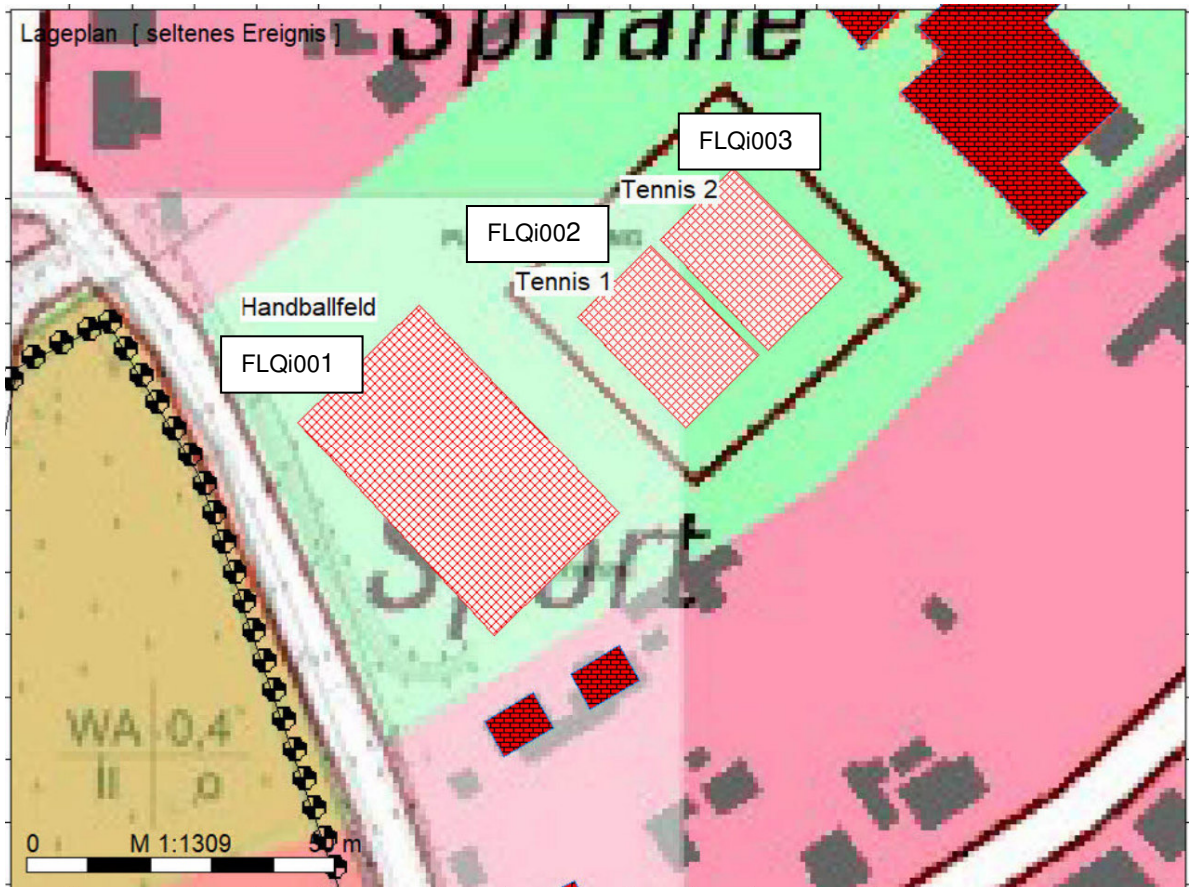 Lageplan [ seltenes Ereignis ]
SpHalle
FLQi003
Tennis 2
FLQi002
Tennis 1
Handballfeld
FLQi001
Sport
WA 0,4
II o
0 M 1:1309 50 m